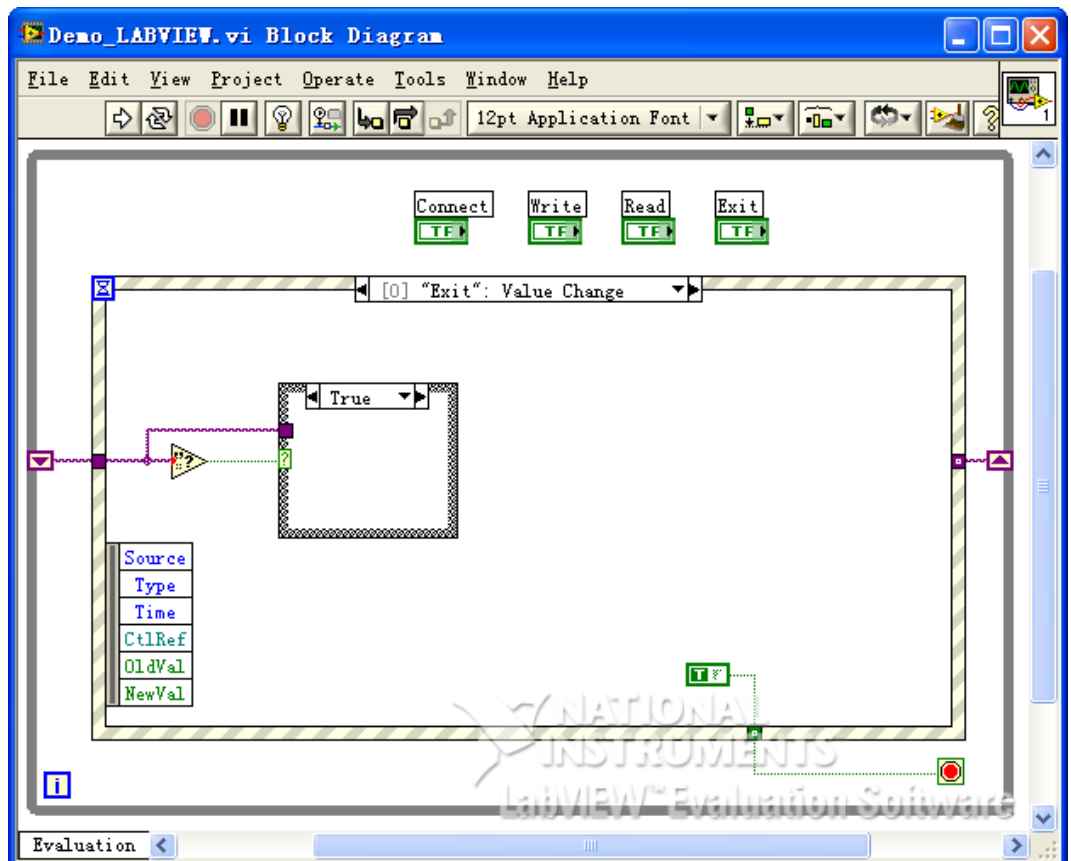 Demo_LABVIEW.vi Block Diagram
File Edit View Project Operate Tools Window Help
12pt Application Font
?
1
Connect Write Read Exit
TF TF TF TF
[0] "Exit": Value Change
True
"?
?
Source
Type
Time
CtlRef
OldVal
NewVal
T
NATIONAL
INSTRUMENTS
LabVIEW™ Evaluation Software
i
Evaluation